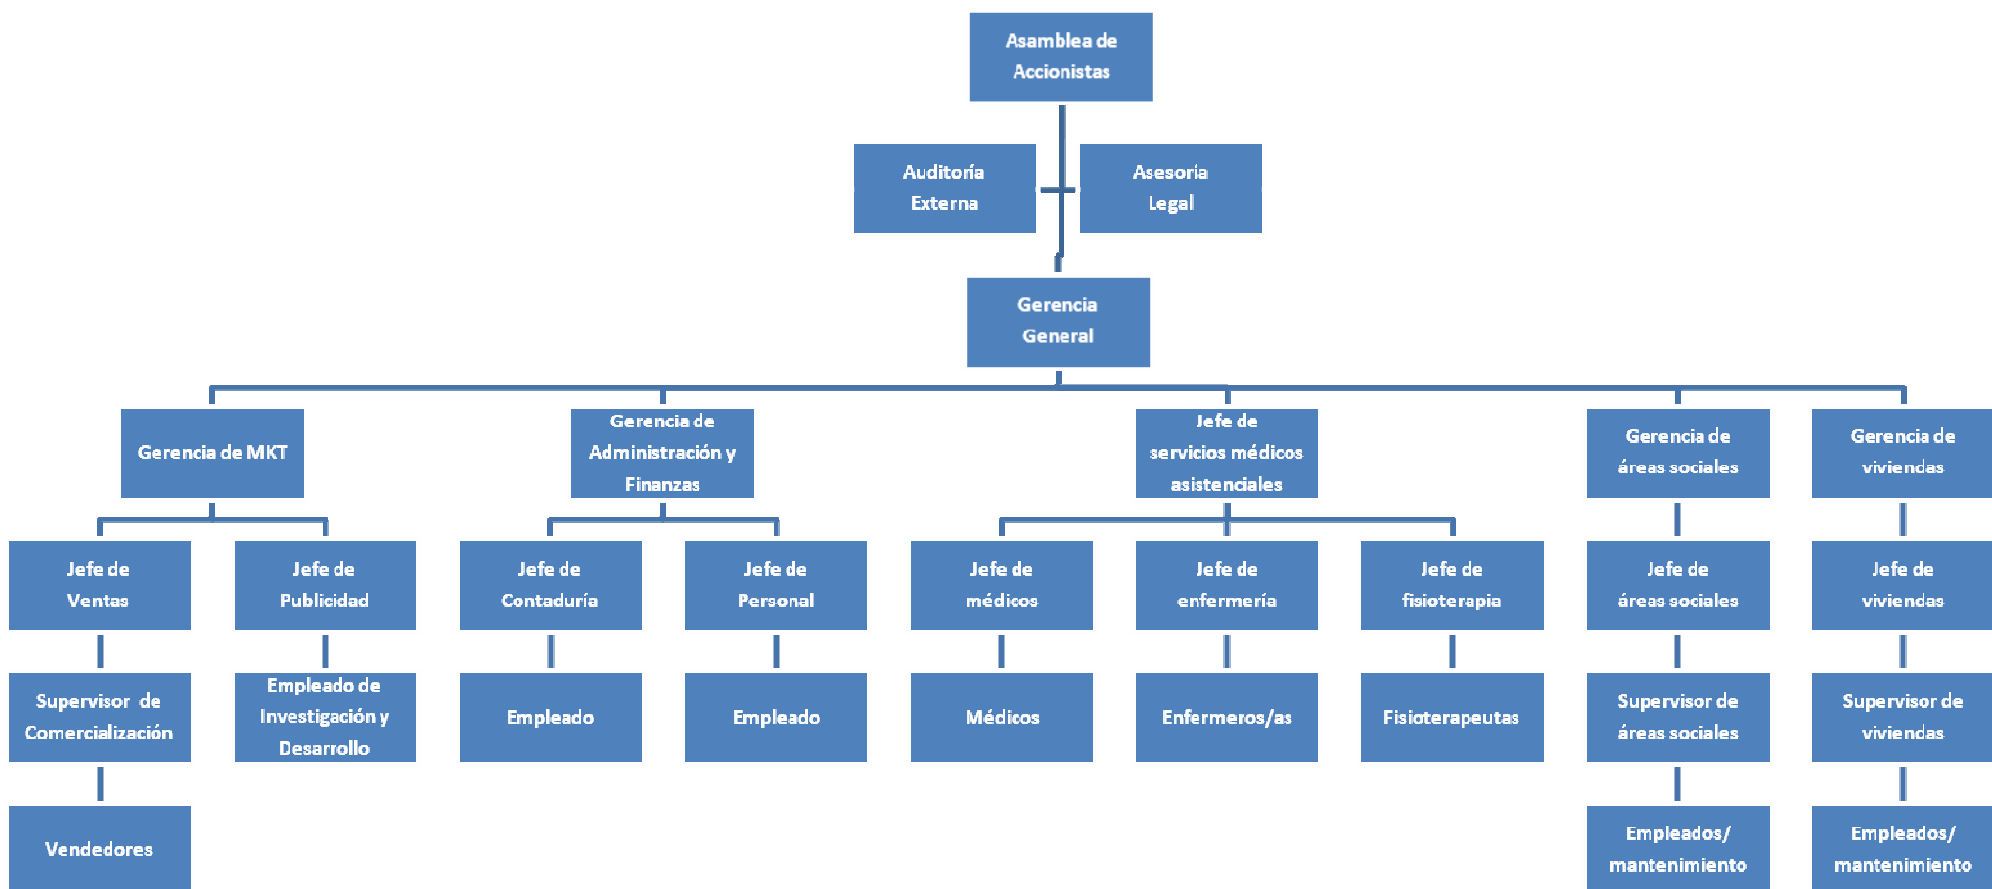 Asamblea de
Accionistas
Auditoría
Externa
Asesoría
Legal
Gerencia
General
Gerencia de MKT
Gerencia de
Administración y
Finanzas
Jefe de
servicios médicos
asistenciales
Gerencia de
áreas sociales
Gerencia de
viviendas
Jefe de
Ventas
Jefe de
Publicidad
Jefe de
Contaduría
Jefe de
Personal
Jefe de
médicos
Jefe de
enfermería
Jefe de
fisioterapia
Jefe de
áreas sociales
Jefe de
viviendas
Supervisor de
Comercialización
Empleado de
Investigación y
Desarrollo
Empleado
Empleado
Médicos
Enfermeros/as
Fisioterapeutas
Supervisor de
áreas sociales
Supervisor de
viviendas
Vendedores
Empleados/
mantenimiento
Empleados/
mantenimiento